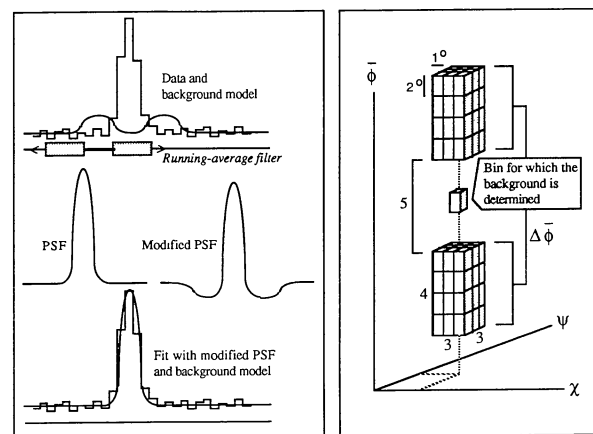 Data and
background model
Running-average filter
PSF
Modified PSF
Fit with modified PSF
and background model
φ̄
1°
2°
Bin for which the
background is
determined
5
Δφ̄
4
3
3
ψ
χ